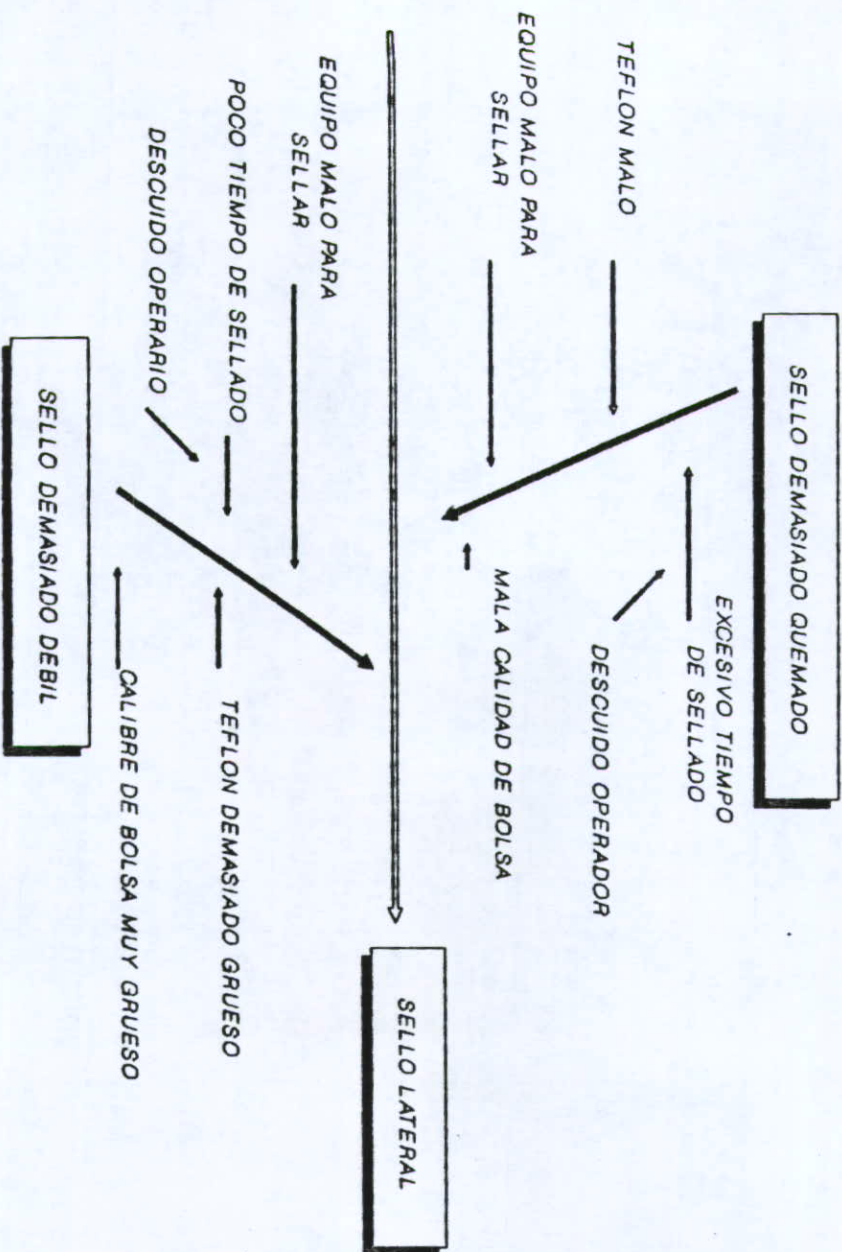 SELLO DEMASIADO QUEMADO
EXCESIVO TIEMPO
DE SELLADO
TEFLON MALO
DESCUIDO OPERADOR
EQUIPO MALO PARA
SELLAR
MALA CALIDAD DE BOLSA
SELLO LATERAL
EQUIPO MALO PARA
SELLAR
POCO TIEMPO DE SELLADO
TEFLON DEMASIADO GRUESO
DESCUIDO OPERARIO
CALIBRE DE BOLSA MUY GRUESO
SELLO DEMASIADO DEBIL